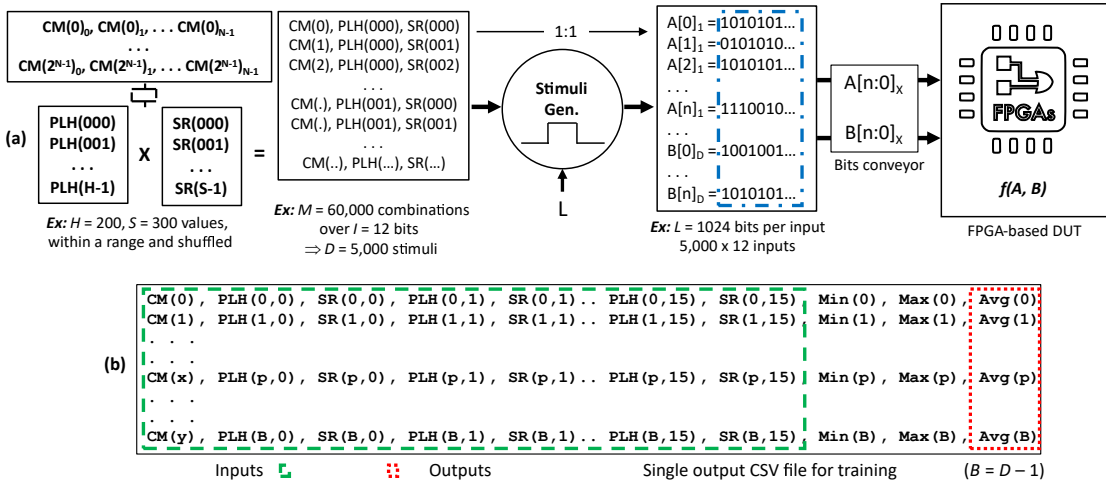 CM(0)0, CM(0)1, . . . CM(0)N-1
...
CM(2^N-1)0, CM(2^N-1)1, . . . CM(2^N-1)N-1
(a)
PLH(000)
PLH(001)
...
PLH(H-1)
X
SR(000)
SR(001)
...
SR(S-1)
=
Ex: H = 200, S = 300 values,
within a range and shuffled
CM(0), PLH(000), SR(000)
CM(1), PLH(000), SR(001)
CM(2), PLH(000), SR(002)
...
CM(.), PLH(001), SR(000)
CM(.), PLH(001), SR(001)
...
CM(..), PLH(...), SR(...)
Ex: M = 60,000 combinations
over I = 12 bits
⇒ D = 5,000 stimuli
1:1
Stimuli
Gen.
L
A[0]1 = 1010101...
A[1]1 = 0101010...
A[2]1 = 1010101...
...
A[n]1 = 1110010...
...
B[0]D = 1001001...
...
B[n]D = 1010101...
Ex: L = 1024 bits per input
5,000 x 12 inputs
A[n:0]X
B[n:0]X
Bits conveyor
FPGAs
f(A, B)
FPGA-based DUT
(b)
CM(0), PLH(0,0), SR(0,0), PLH(0,1), SR(0,1).. PLH(0,15), SR(0,15), Min(0), Max(0), Avg(0)
CM(1), PLH(1,0), SR(1,0), PLH(1,1), SR(1,1).. PLH(1,15), SR(1,15), Min(1), Max(1), Avg(1)
. . .
. . .
CM(x), PLH(p,0), SR(p,0), PLH(p,1), SR(p,1).. PLH(p,15), SR(p,15), Min(p), Max(p), Avg(p)
. . .
. . .
CM(y), PLH(B,0), SR(B,0), PLH(B,1), SR(B,1).. PLH(B,15), SR(B,15), Min(B), Max(B), Avg(B)
Inputs
Outputs
Single output CSV file for training
(B = D – 1)